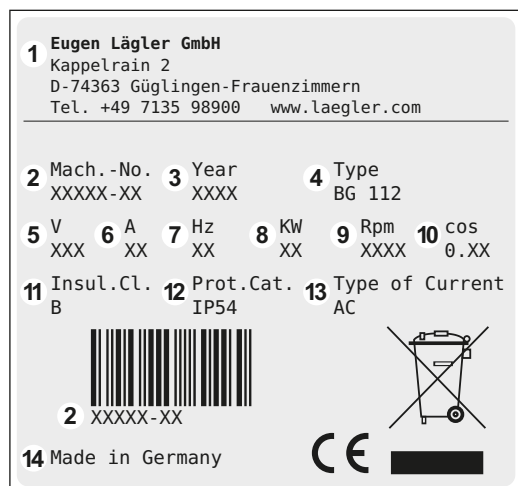 1 Eugen Lägler GmbH
Kappelrain 2
D-74363 Güglingen-Frauenzimmern
Tel. +49 7135 98900 www.laegler.com
2 Mach.-No. 3 Year 4 Type
XXXXX-XX XXXX BG 112
5 V 6 A 7 Hz 8 KW 9 Rpm 10 cos
XXX XX XX XX XXXX 0.XX
11 Insul.Cl. 12 Prot.Cat. 13 Type of Current
B IP54 AC
2 XXXXX-XX
14 Made in Germany CE